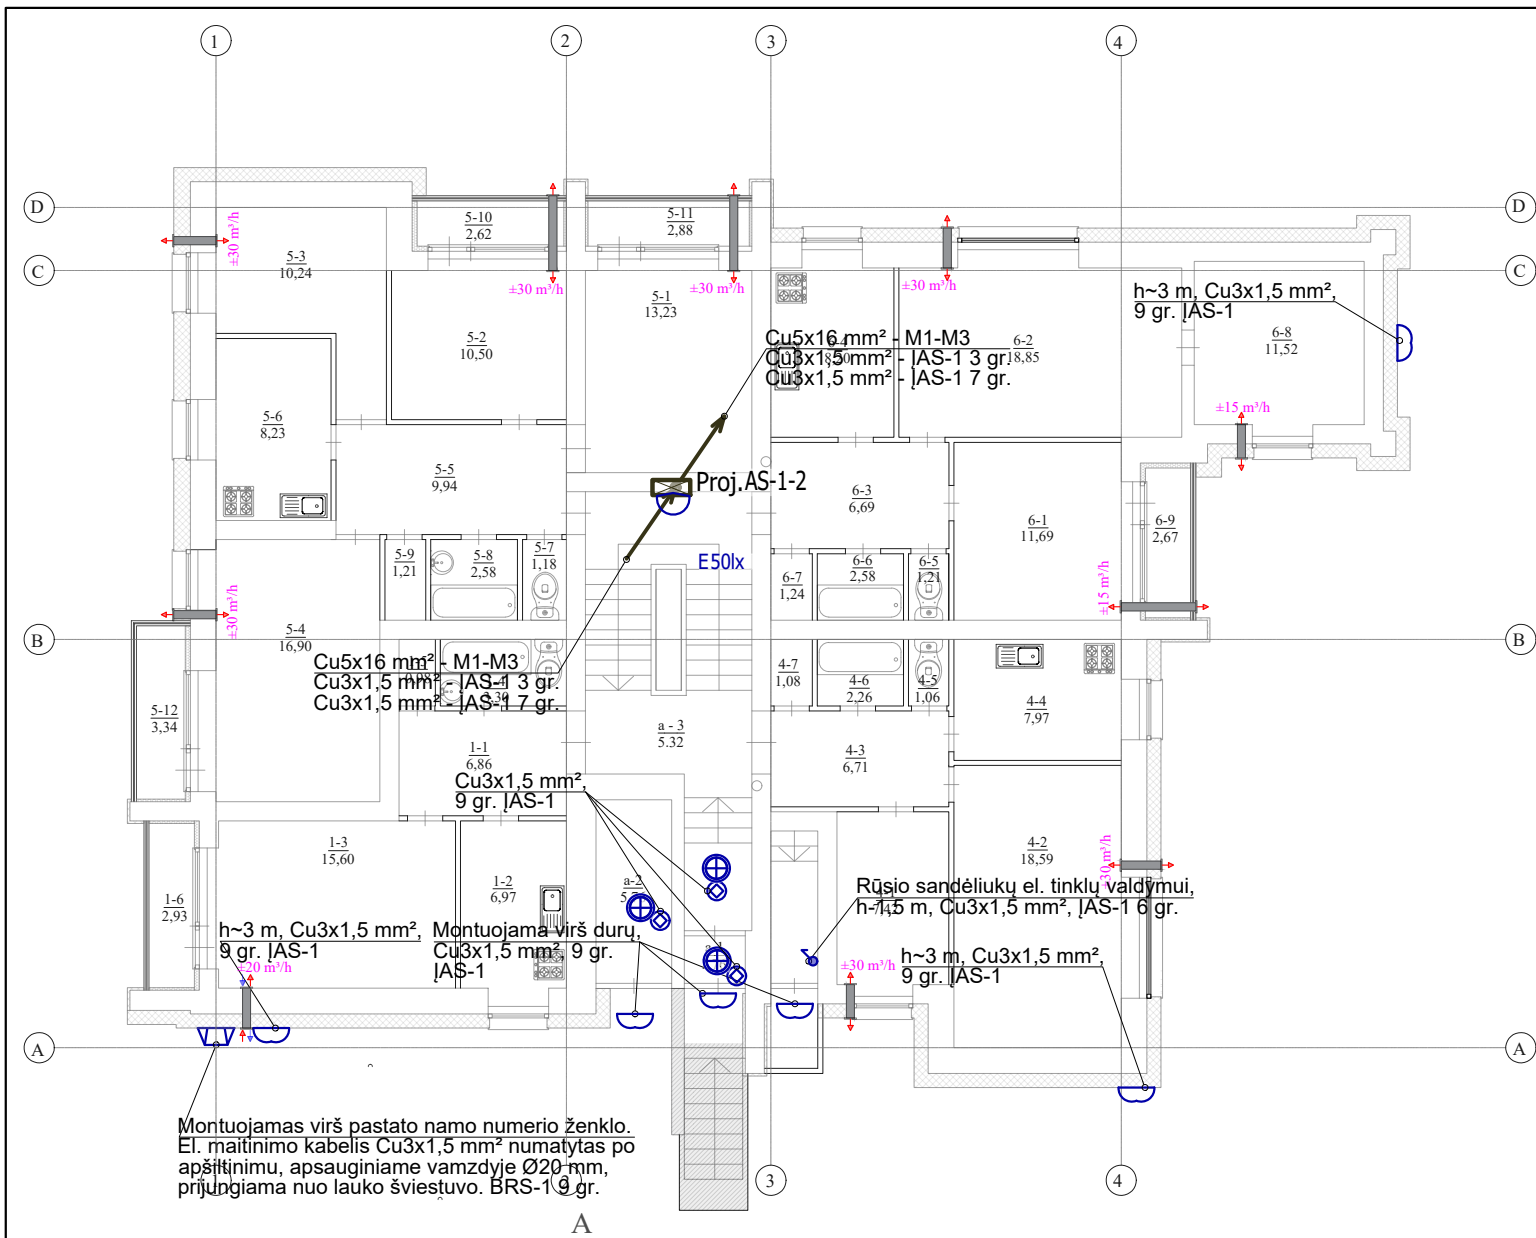 1
2
3
4
D
D
C
C
B
B
A
A
±30 m³/h
5-3
10,24
5-10
2,62
5-11
2,88
±30 m³/h
±30 m³/h
±30 m³/h
5-1
13,23
5-2
10,50
h~3 m, Cu3x1,5 mm²,
9 gr. ĮAS-1
6-8
11,52
Cu5x16 mm² - M1-M3
Cu3x1,5 mm² - ĮAS-1 3 gr.
Cu3x1,5 mm² - ĮAS-1 7 gr.
6-2
18,85
±15 m³/h
5-6
8,23
5-5
9,94
Proj.AS-1-2
6-3
6,69
6-1
11,69
6-9
2,67
5-9
1,21
5-8
2,58
5-7
1,18
E50lx
6-7
1,24
6-6
2,58
6-5
1,21
±15 m³/h
±30 m³/h
5-4
16,90
Cu5x16 mm² - M1-M3
Cu3x1,5 mm² - ĮAS-1 3 gr.
Cu3x1,5 mm² - ĮAS-1 7 gr.
4-7
1,08
4-6
2,26
4-5
1,06
4-4
7,97
5-12
3,34
a - 3
5.32
1-1
6,86
4-3
6,71
Cu3x1,5 mm²,
9 gr. ĮAS-1
1-3
15,60
4-2
18,59
±30 m³/h
1-6
2,93
1-2
6,97
a-2
Rūsio sandėliukų el. tinklų valdymui,
h-1,5 m, Cu3x1,5 mm², ĮAS-1 6 gr.
h~3 m, Cu3x1,5 mm²,
9 gr. ĮAS-1
Montuojama virš durų,
Cu3x1,5 mm², 9 gr.
ĮAS-1
±20 m³/h
±30 m³/h
h~3 m, Cu3x1,5 mm²,
9 gr. ĮAS-1
Montuojamas virš pastato namo numerio ženklo.
El. maitinimo kabelis Cu3x1,5 mm² numatytas po
apšiltinimu, apsauginiame vamzdyje Ø20 mm,
prijungiama nuo lauko šviestuvo. BRS-1 9 gr.
1
2
3
4
A